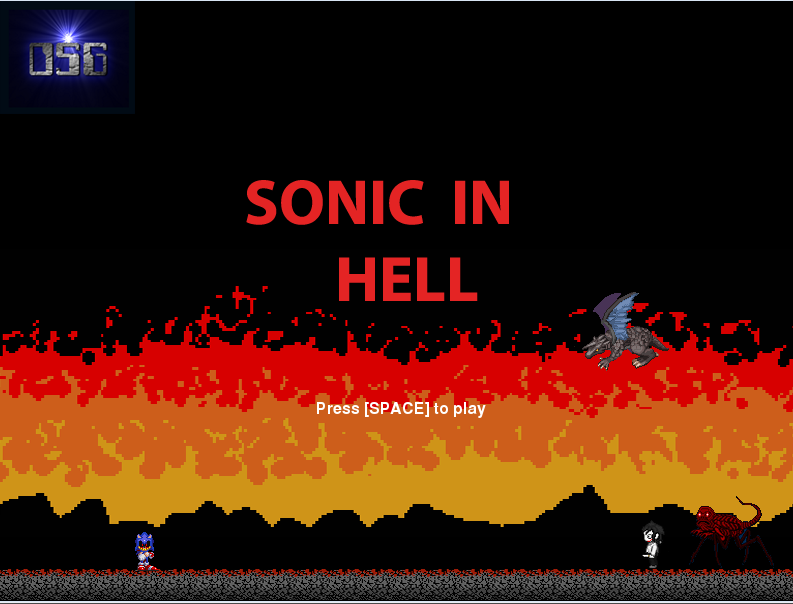 OSG
SONIC IN
HELL
Press [SPACE] to play